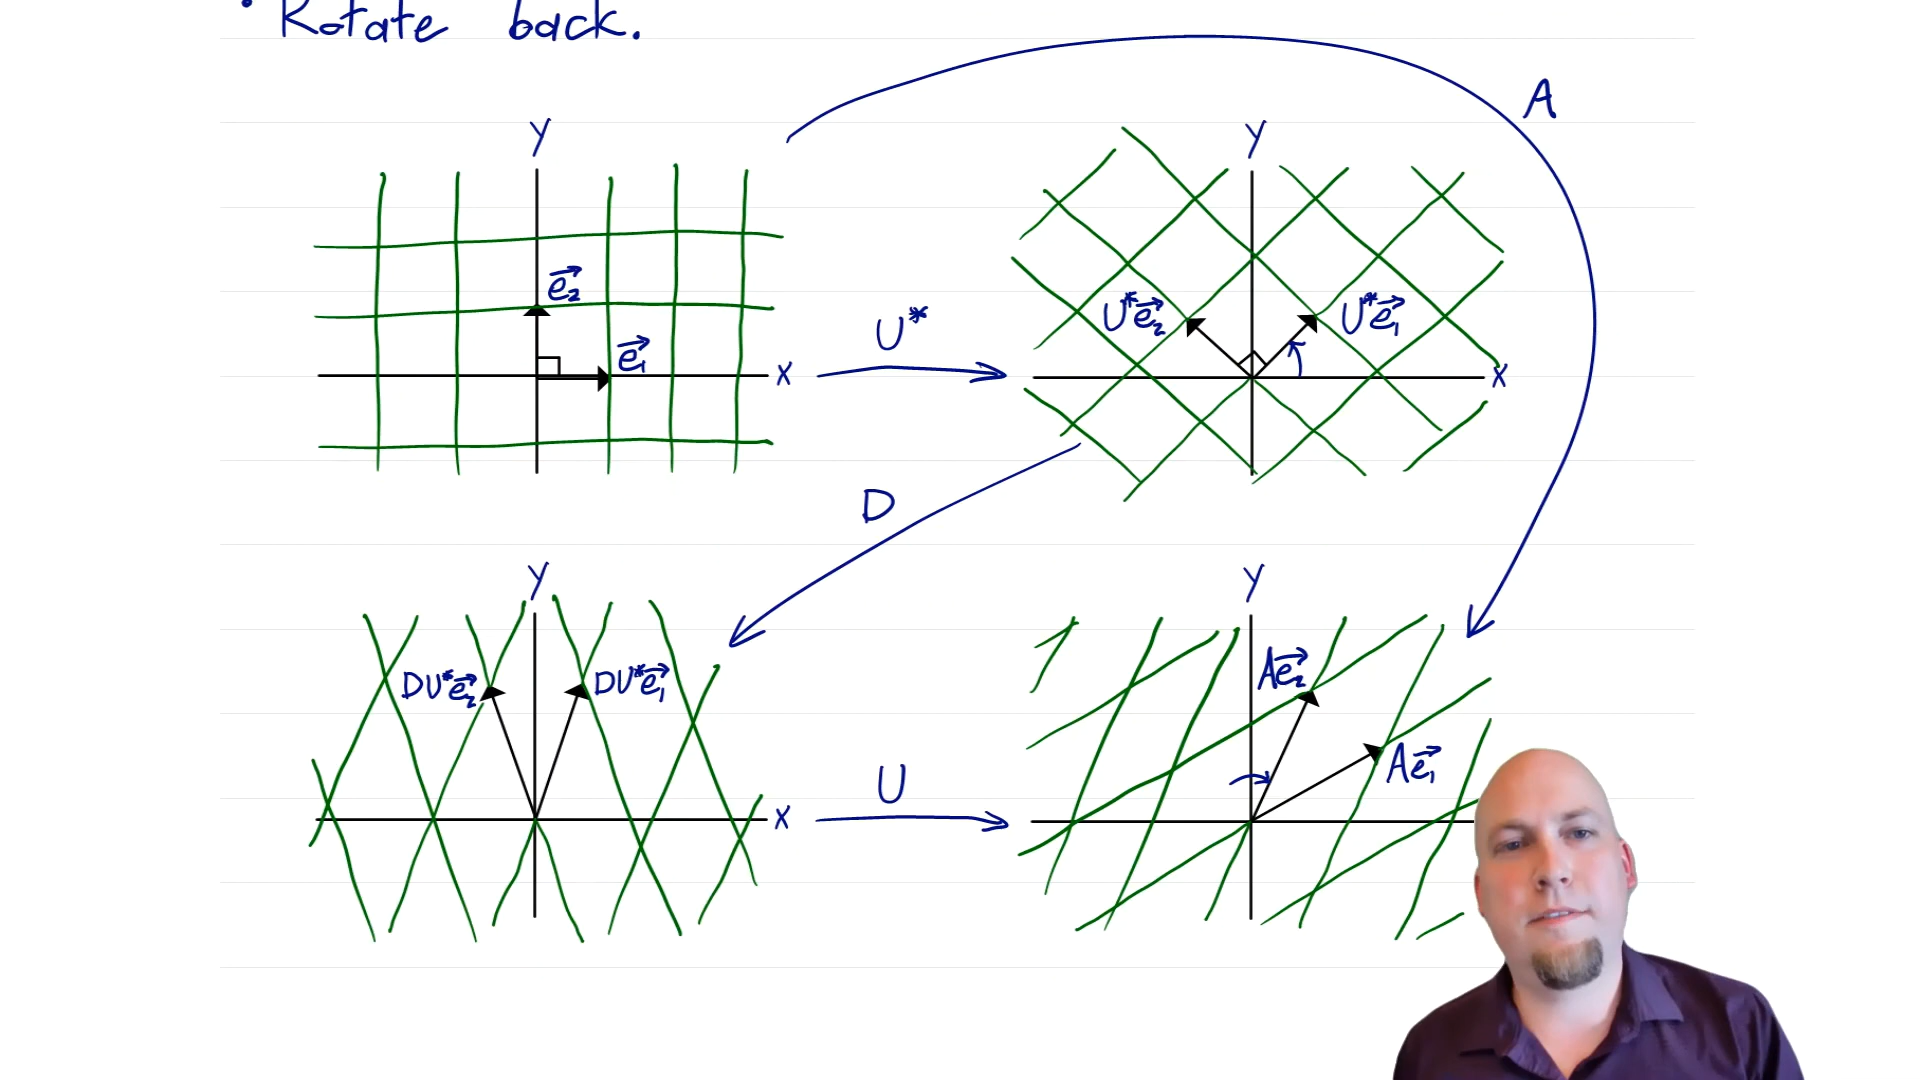 • Rotate back.
A
y
y
e₂
U*e₂
U*e₁
U*
e₁
x
x
D
y
y
Ae₂
DU*e₂
DU*e₁
Ae₁
U
x